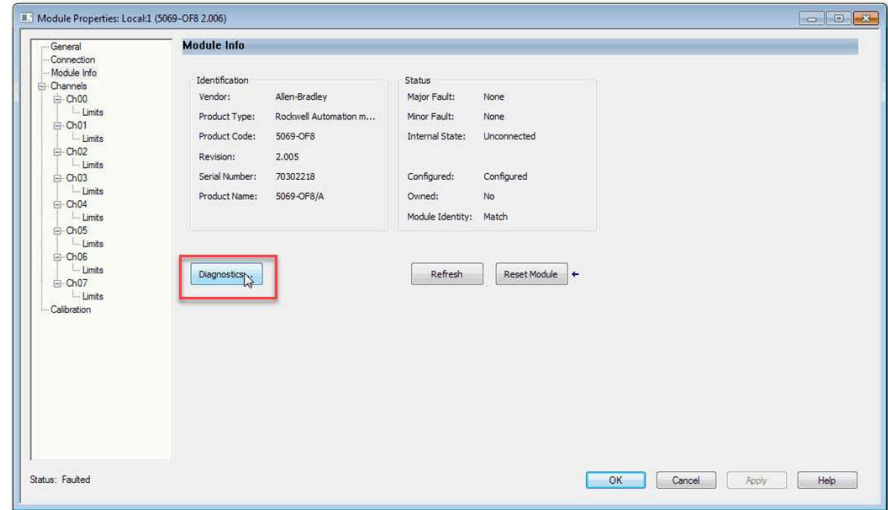 Module Properties: Local:1 (5069-OF8 2.006)
General
Connection
Module Info
Channels
Ch00
Limits
Ch01
Limits
Ch02
Limits
Ch03
Limits
Ch04
Limits
Ch05
Limits
Ch06
Limits
Ch07
Limits
Calibration
Module Info
Identification
Vendor: Allen-Bradley
Product Type: Rockwell Automation m...
Product Code: 5069-OF8
Revision: 2.005
Serial Number: 70302218
Product Name: 5069-OF8/A
Status
Major Fault: None
Minor Fault: None
Internal State: Unconnected
Configured: Configured
Owned: No
Module Identity: Match
Diagnostics...
Refresh
Reset Module
Status: Faulted
OK
Cancel
Apply
Help